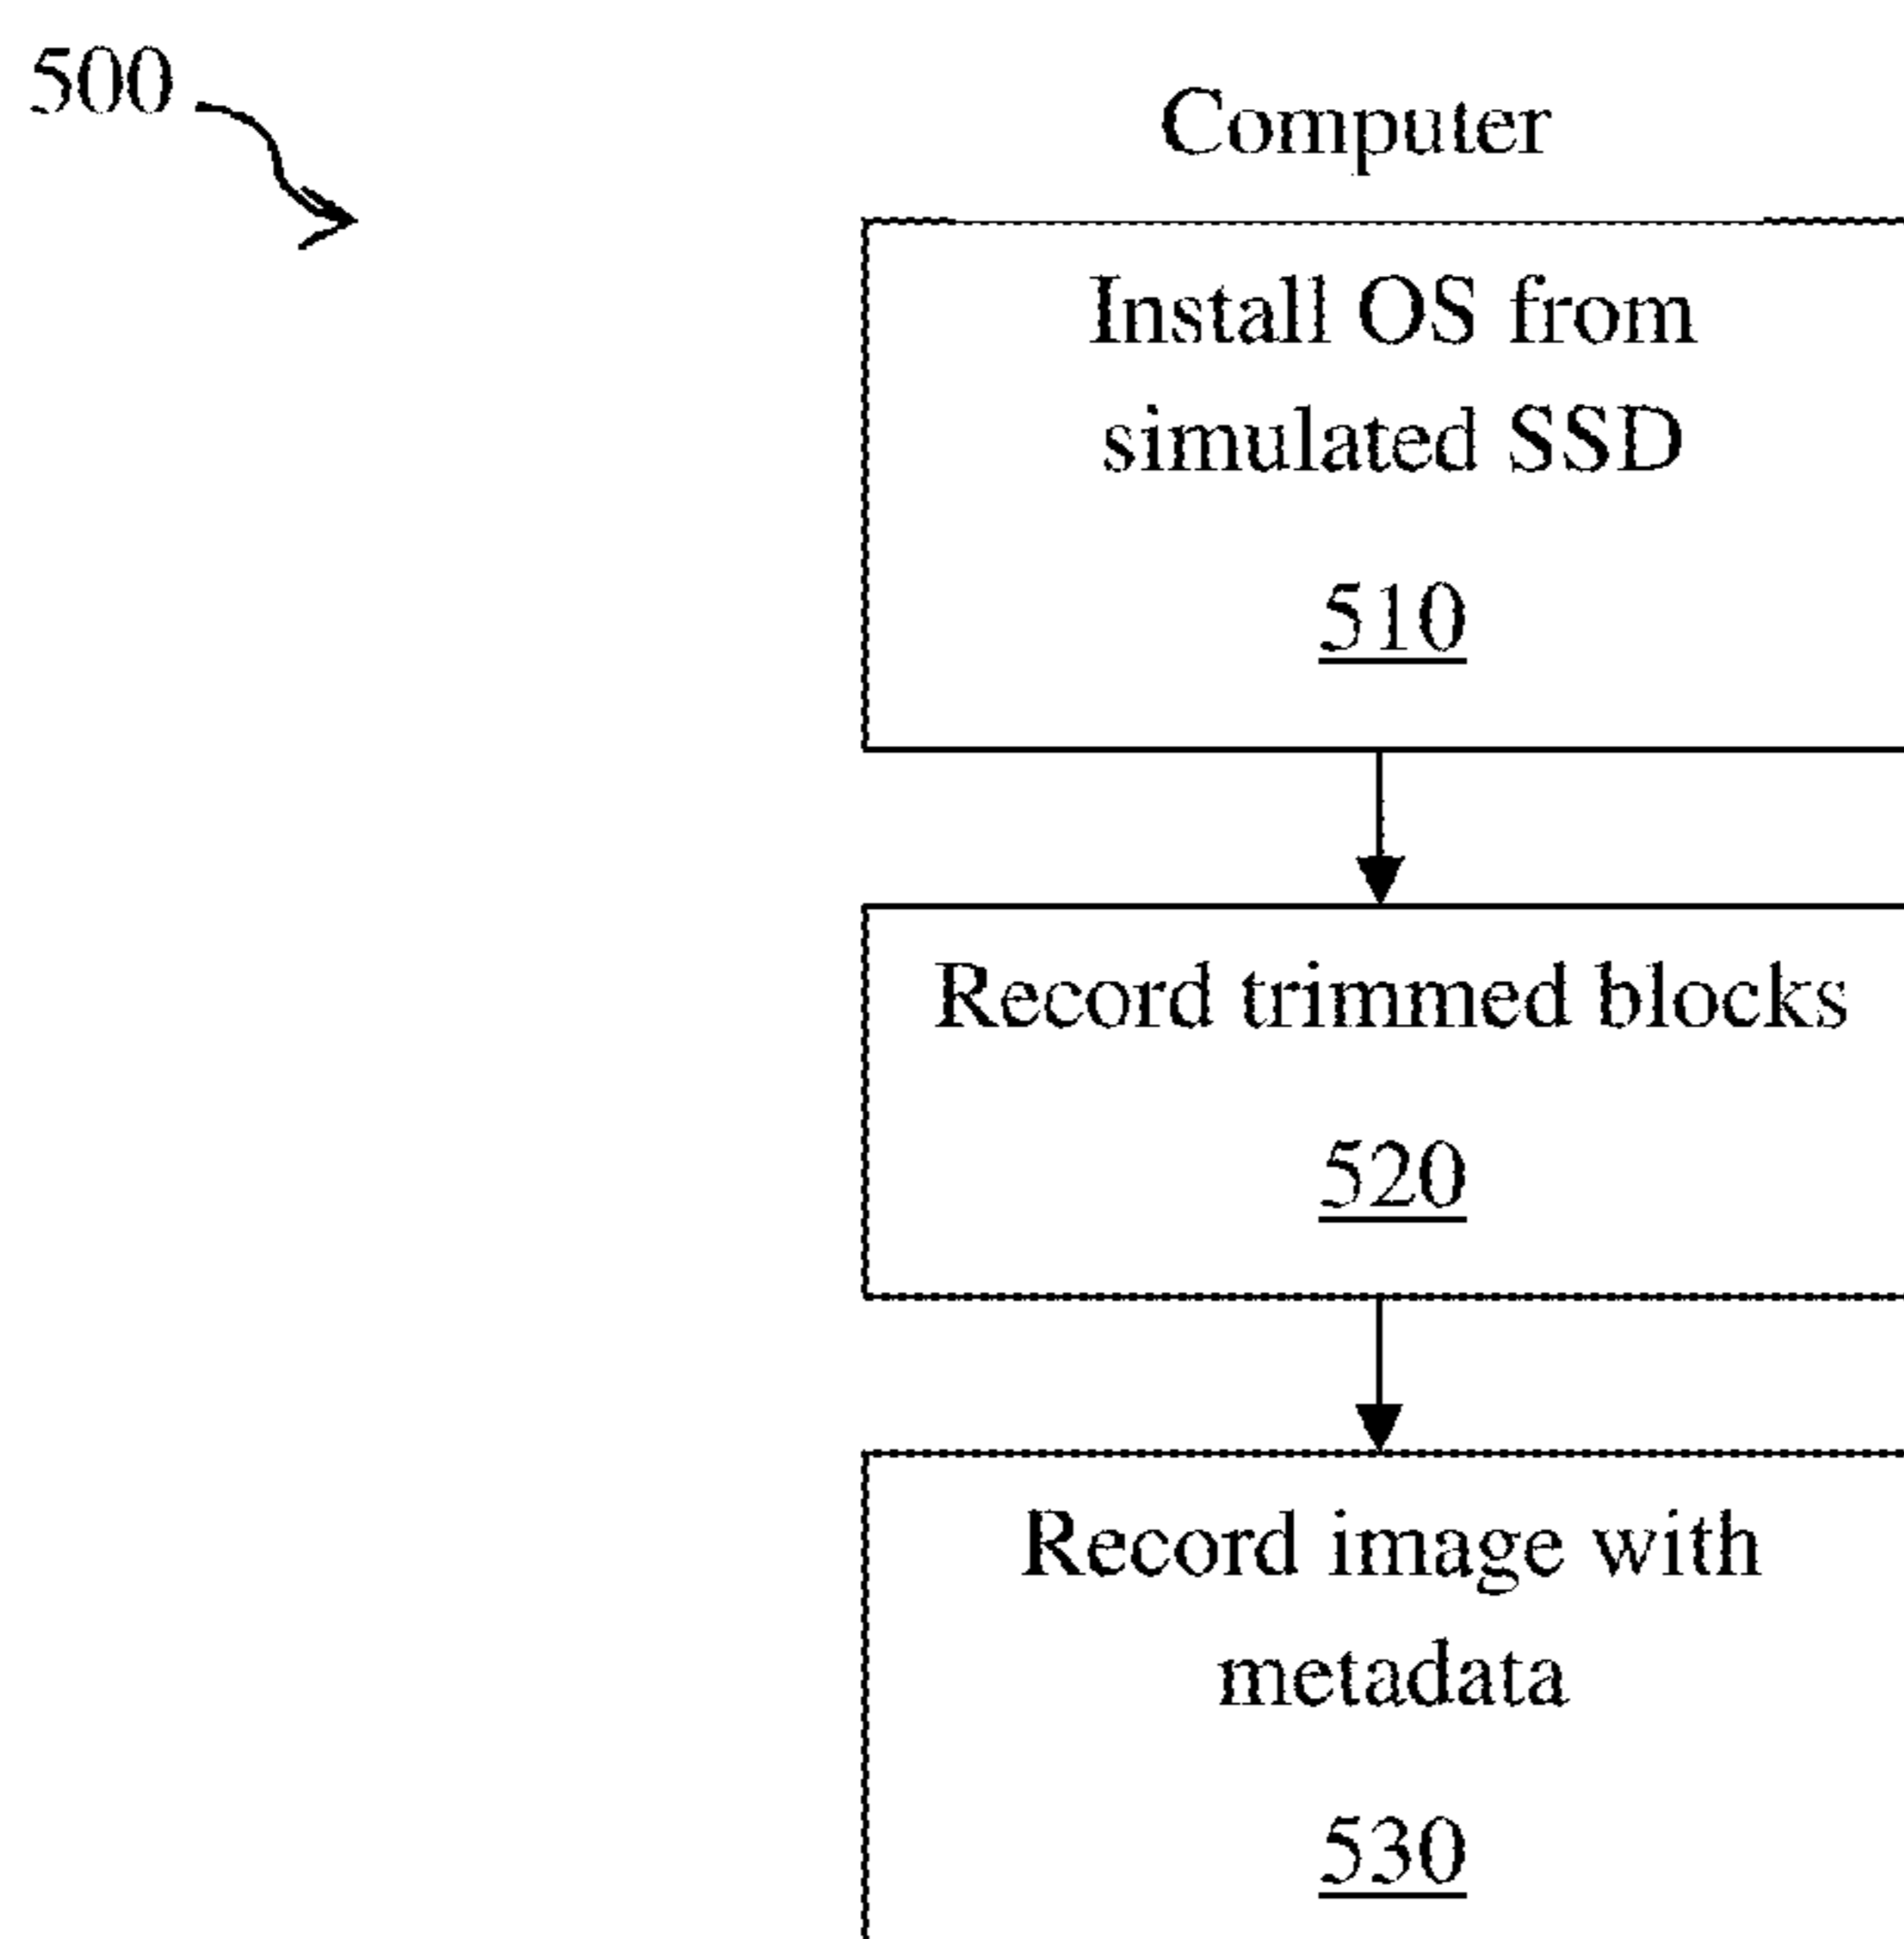 500
Computer
Install OS from
simulated SSD
510
Record trimmed blocks
520
Record image with
metadata
530